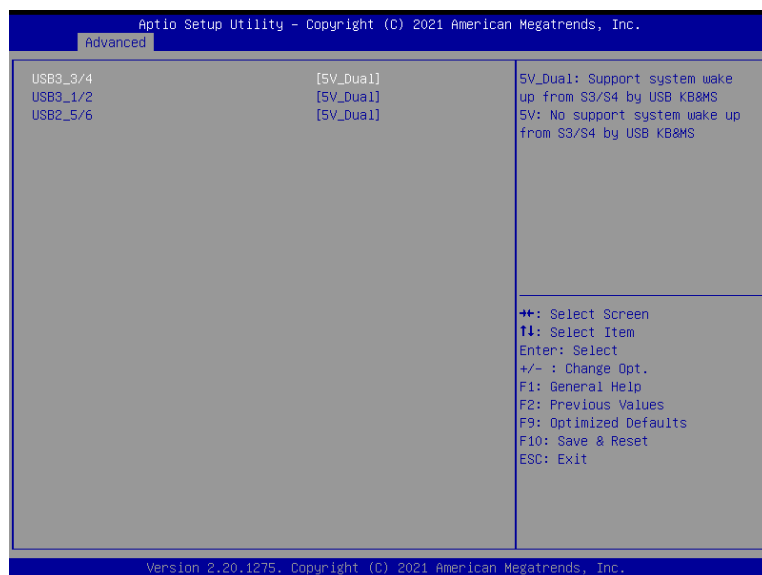 Aptio Setup Utility – Copyright (C) 2021 American Megatrends, Inc.
Advanced
USB3_3/4 [5V_Dual]
USB3_1/2 [5V_Dual]
USB2_5/6 [5V_Dual]
5V_Dual: Support system wake
up from S3/S4 by USB KB&MS
5V: No support system wake up
from S3/S4 by USB KB&MS
→←: Select Screen
↑↓: Select Item
Enter: Select
+/- : Change Opt.
F1: General Help
F2: Previous Values
F9: Optimized Defaults
F10: Save & Reset
ESC: Exit
Version 2.20.1275. Copyright (C) 2021 American Megatrends, Inc.